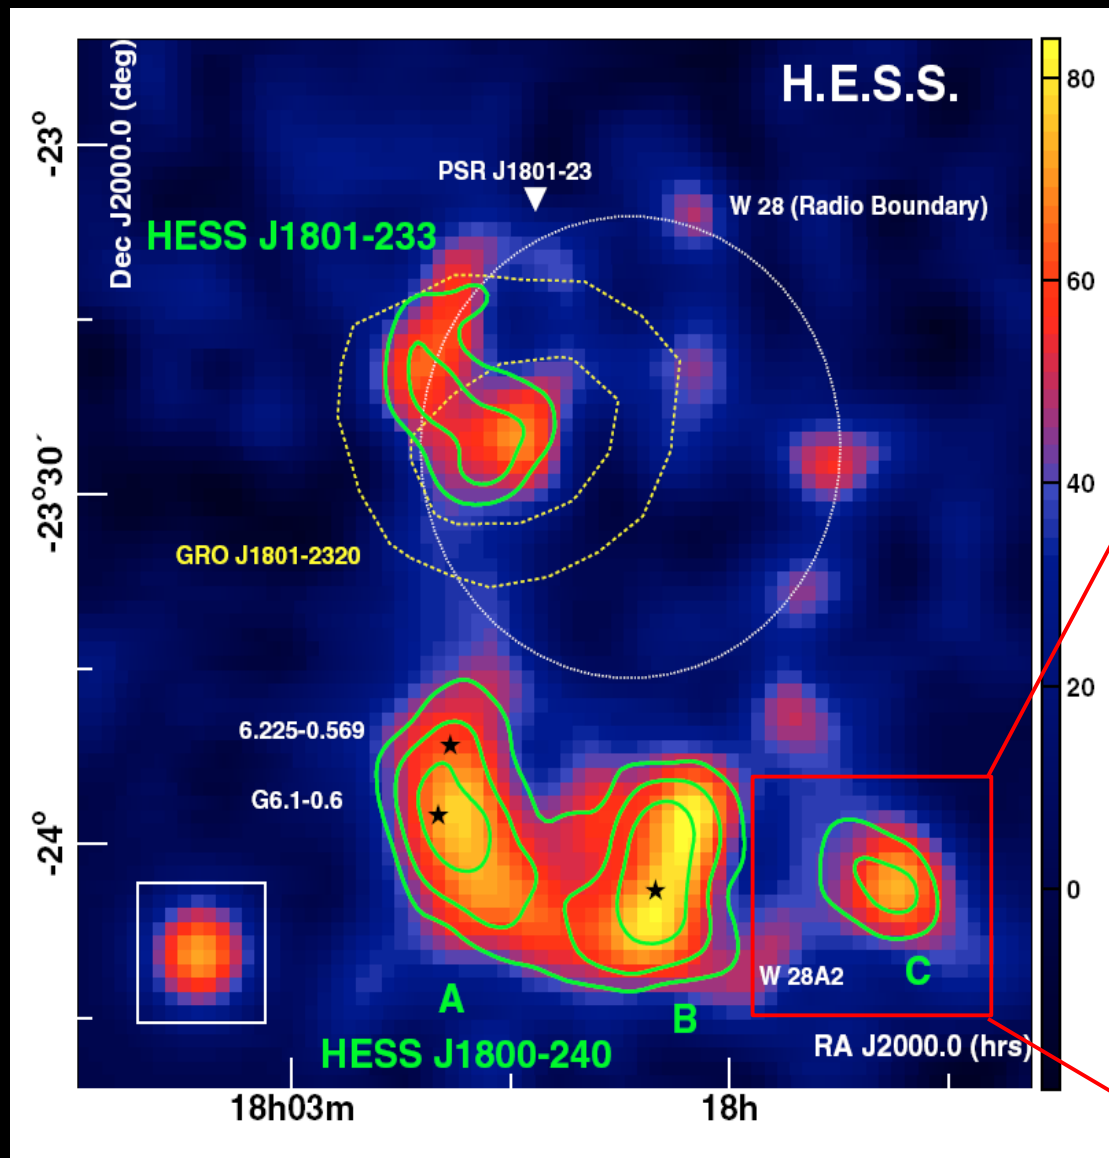 H.E.S.S.
Dec J2000.0 (deg)
80
-23°
PSR J1801-23
W 28 (Radio Boundary)
HESS J1801-233
60
40
-23°30´
GRO J1801-2320
20
6.225-0.569
G6.1-0.6
-24°
0
W 28A2
C
A
B
HESS J1800-240
RA J2000.0 (hrs)
18h03m
18h